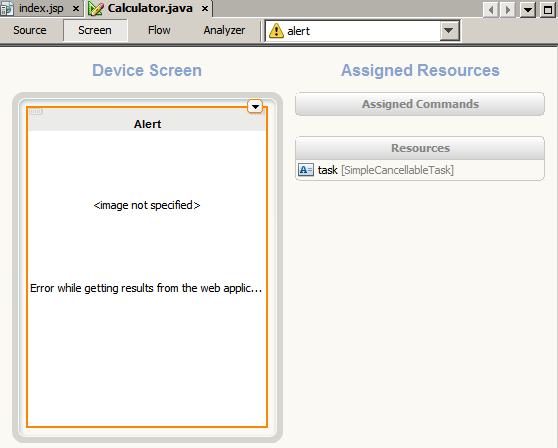 index.jsp x Calculator.java x
Source Screen Flow Analyzer alert
Device Screen
Assigned Resources
Alert
<image not specified>
Error while getting results from the web applic...
Assigned Commands
Resources
task [SimpleCancellableTask]